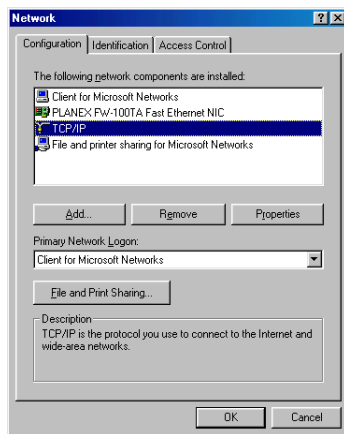 Network
Configuration Identification Access Control
The following network components are installed:
Client for Microsoft Networks
PLANEX FW-100TA Fast Ethernet NIC
TCP/IP
File and printer sharing for Microsoft Networks
Add... Remove Properties
Primary Network Logon:
Client for Microsoft Networks
File and Print Sharing...
Description
TCP/IP is the protocol you use to connect to the Internet and
wide-area networks.
OK Cancel